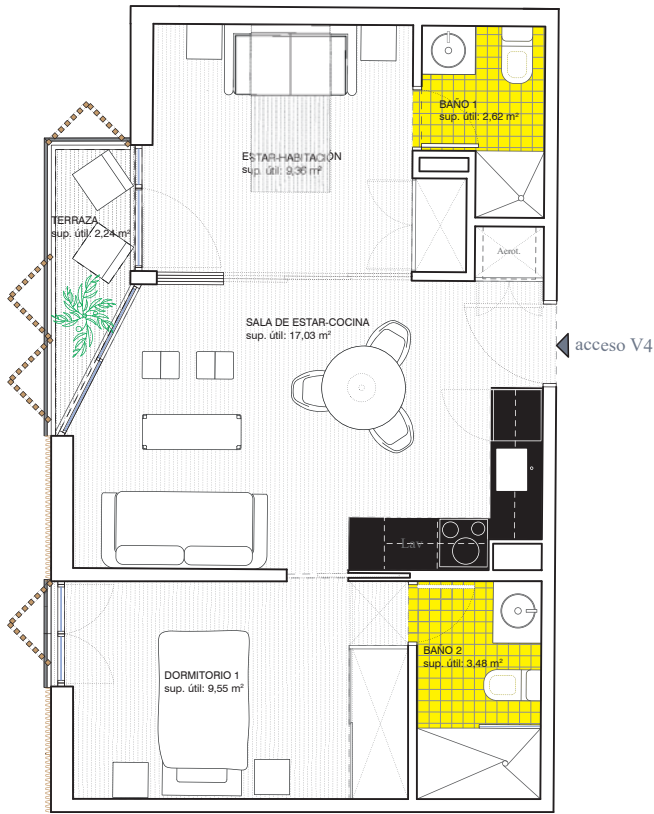 BAÑO 1
sup. útil: 2,62 m²
ESTAR-HABITACIÓN
sup. útil: 9,36 m²
TERRAZA
sup. útil: 2,24 m²
Aerot.
SALA DE ESTAR-COCINA
sup. útil: 17,03 m²
acceso V4
Lav
BAÑO 2
sup. útil: 3,48 m²
DORMITORIO 1
sup. útil: 9,55 m²